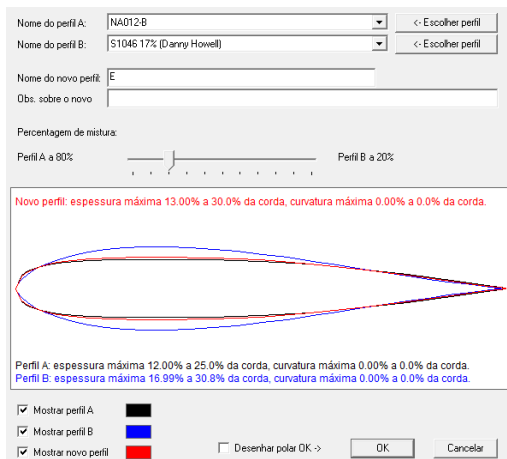 Nome do perfil A: NA012-B <- Escolher perfil
Nome do perfil B: S1046 17% (Danny Howell) <- Escolher perfil
Nome do novo perfil: E
Obs. sobre o novo
Percentagem de mistura:
Perfil A a 80% Perfil B a 20%
Novo perfil: espessura máxima 13.00% a 30.0% da corda, curvatura máxima 0.00% a 0.0% da corda.
Perfil A: espessura máxima 12.00% a 25.0% da corda, curvatura máxima 0.00% a 0.0% da corda.
Perfil B: espessura máxima 16.99% a 30.8% da corda, curvatura máxima 0.00% a 0.0% da corda.
Mostrar perfil A
Mostrar perfil B
Mostrar novo perfil Desenhar polar OK -> OK Cancelar